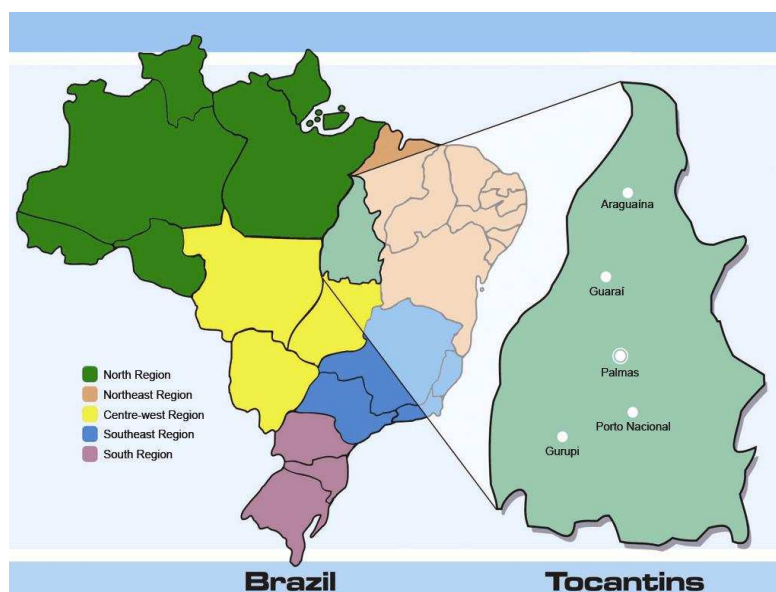 Araguaína
Guaraí
Palmas
Porto Nacional
Gurupi
North Region
Northeast Region
Centre-west Region
Southeast Region
South Region
Brazil
Tocantins